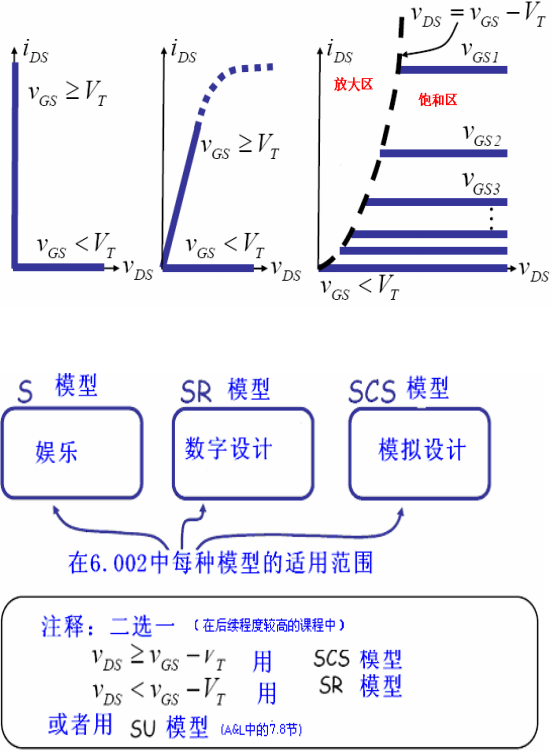 v_DS = v_GS − V_T
i_DS
i_DS
i_DS
v_GS ≥ V_T
v_GS < V_T
v_DS
v_GS ≥ V_T
v_GS < V_T
v_DS
放大区
饱和区
v_GS1
v_GS2
v_GS3
v_GS < V_T
v_DS
S 模型
SR 模型
SCS 模型
娱乐
数字设计
模拟设计
在6.002中每种模型的适用范围
注释：二选一 (在后续程度较高的课程中)
v_DS ≥ v_GS − v_T 用 SCS 模型
v_DS < v_GS − V_T 用 SR 模型
或者用 SU 模型 (A&L中的7.8节)